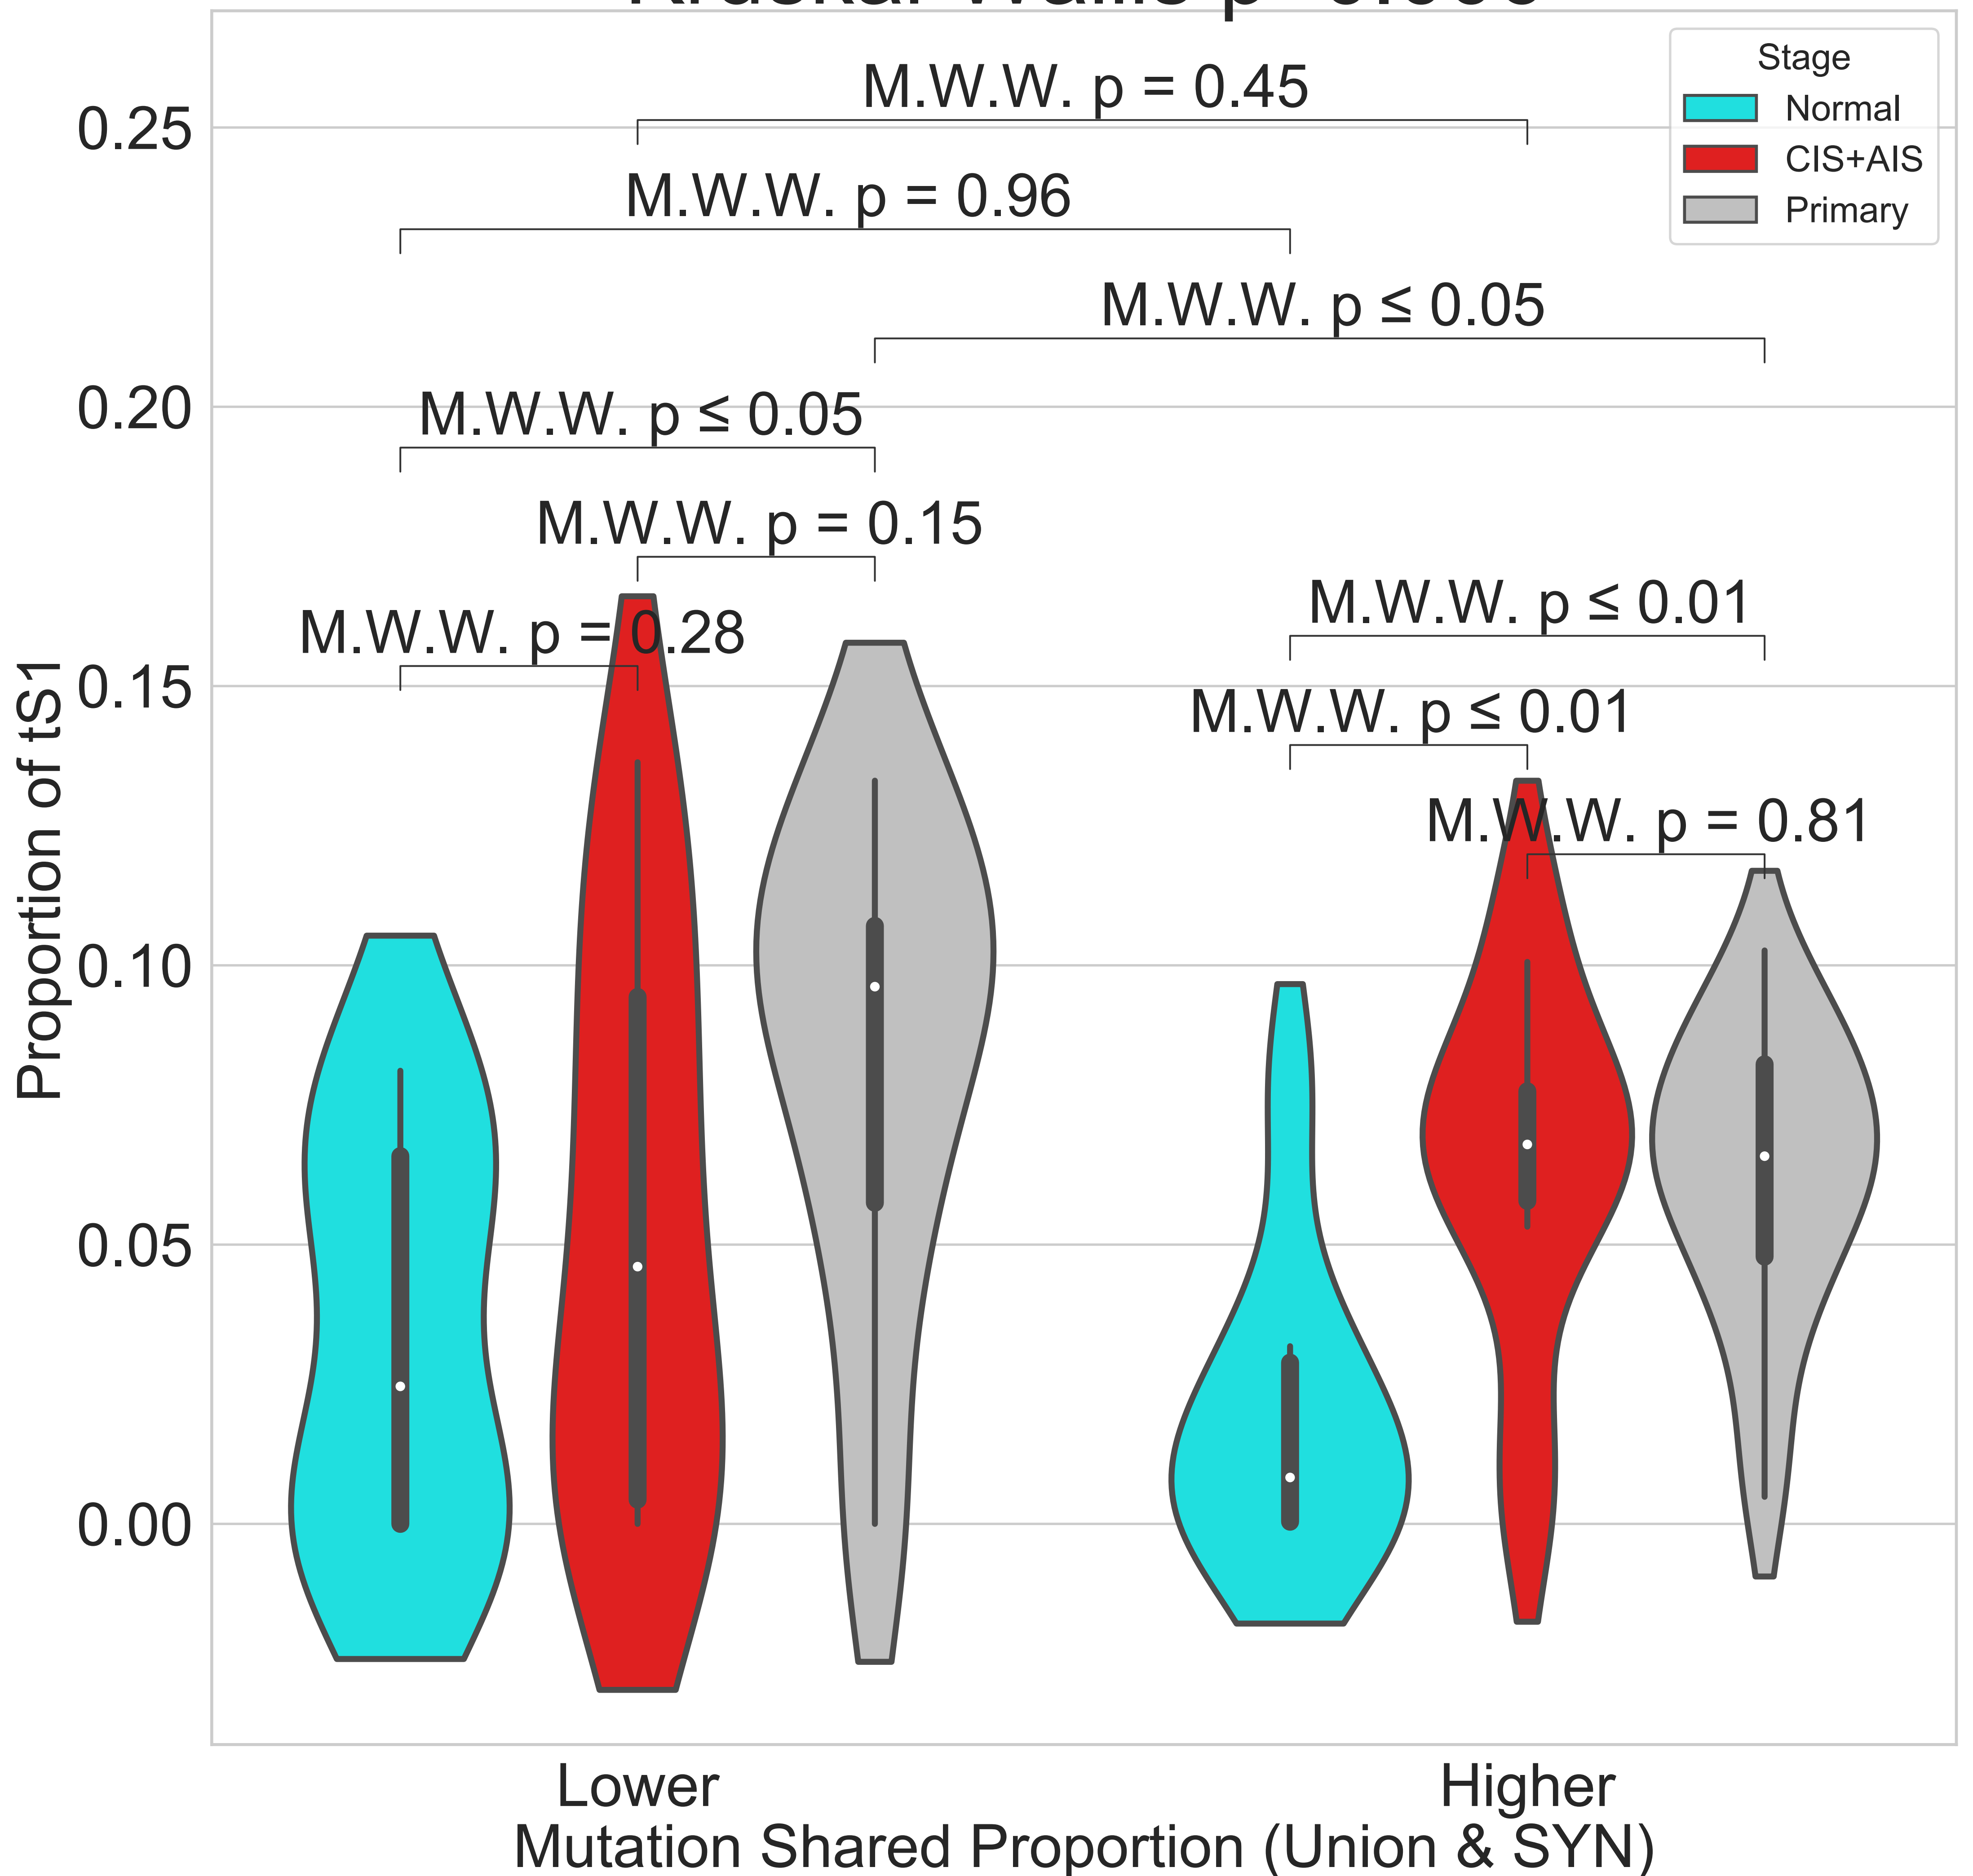 M.W.W. p = 0.45
M.W.W. p = 0.96
M.W.W. p ≤ 0.05
M.W.W. p ≤ 0.05
M.W.W. p = 0.15
M.W.W. p = 0.28
M.W.W. p ≤ 0.01
M.W.W. p ≤ 0.01
M.W.W. p = 0.81
Stage
Normal
CIS+AIS
Primary
Proportion of tS1
0.25
0.20
0.15
0.10
0.05
0.00
Lower
Higher
Mutation Shared Proportion (Union & SYN)